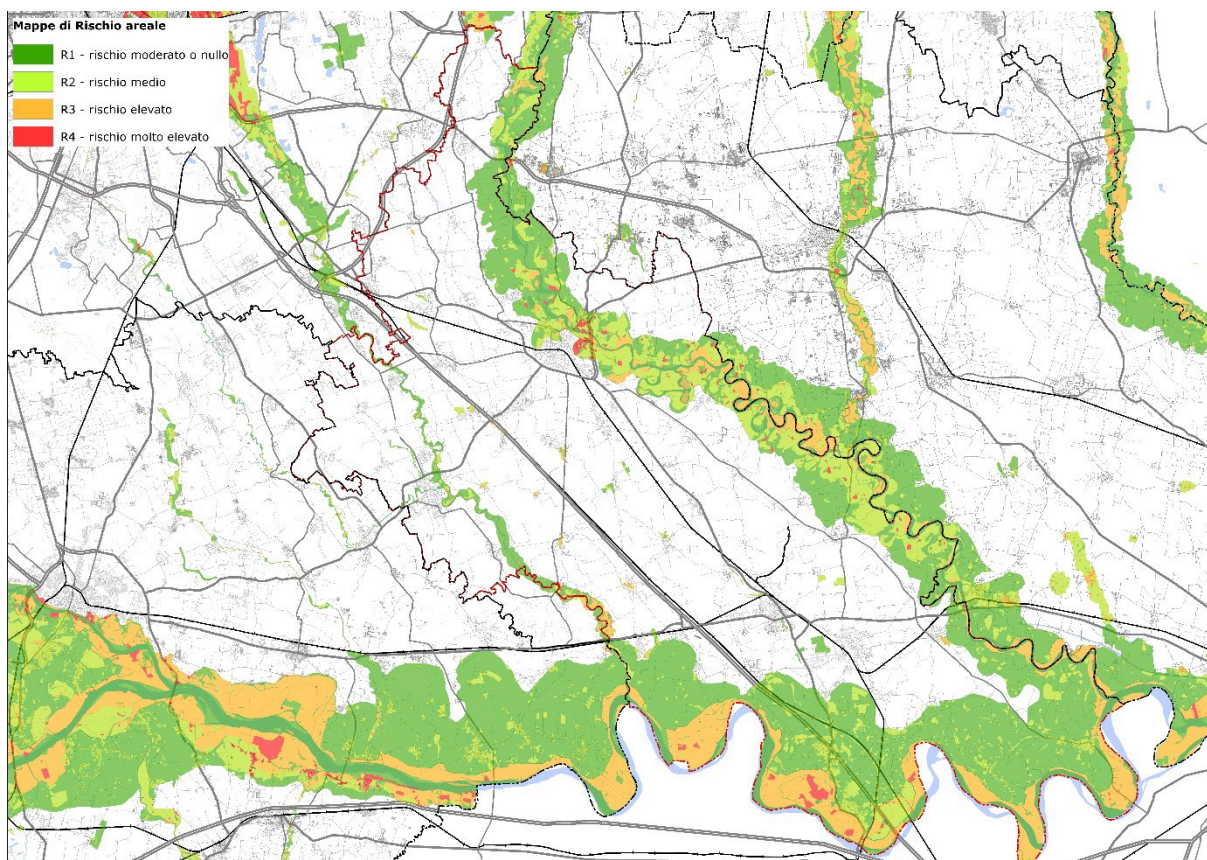 Mappe di Rischio areale
R1 - rischio moderato o nullo
R2 - rischio medio
R3 - rischio elevato
R4 - rischio molto elevato